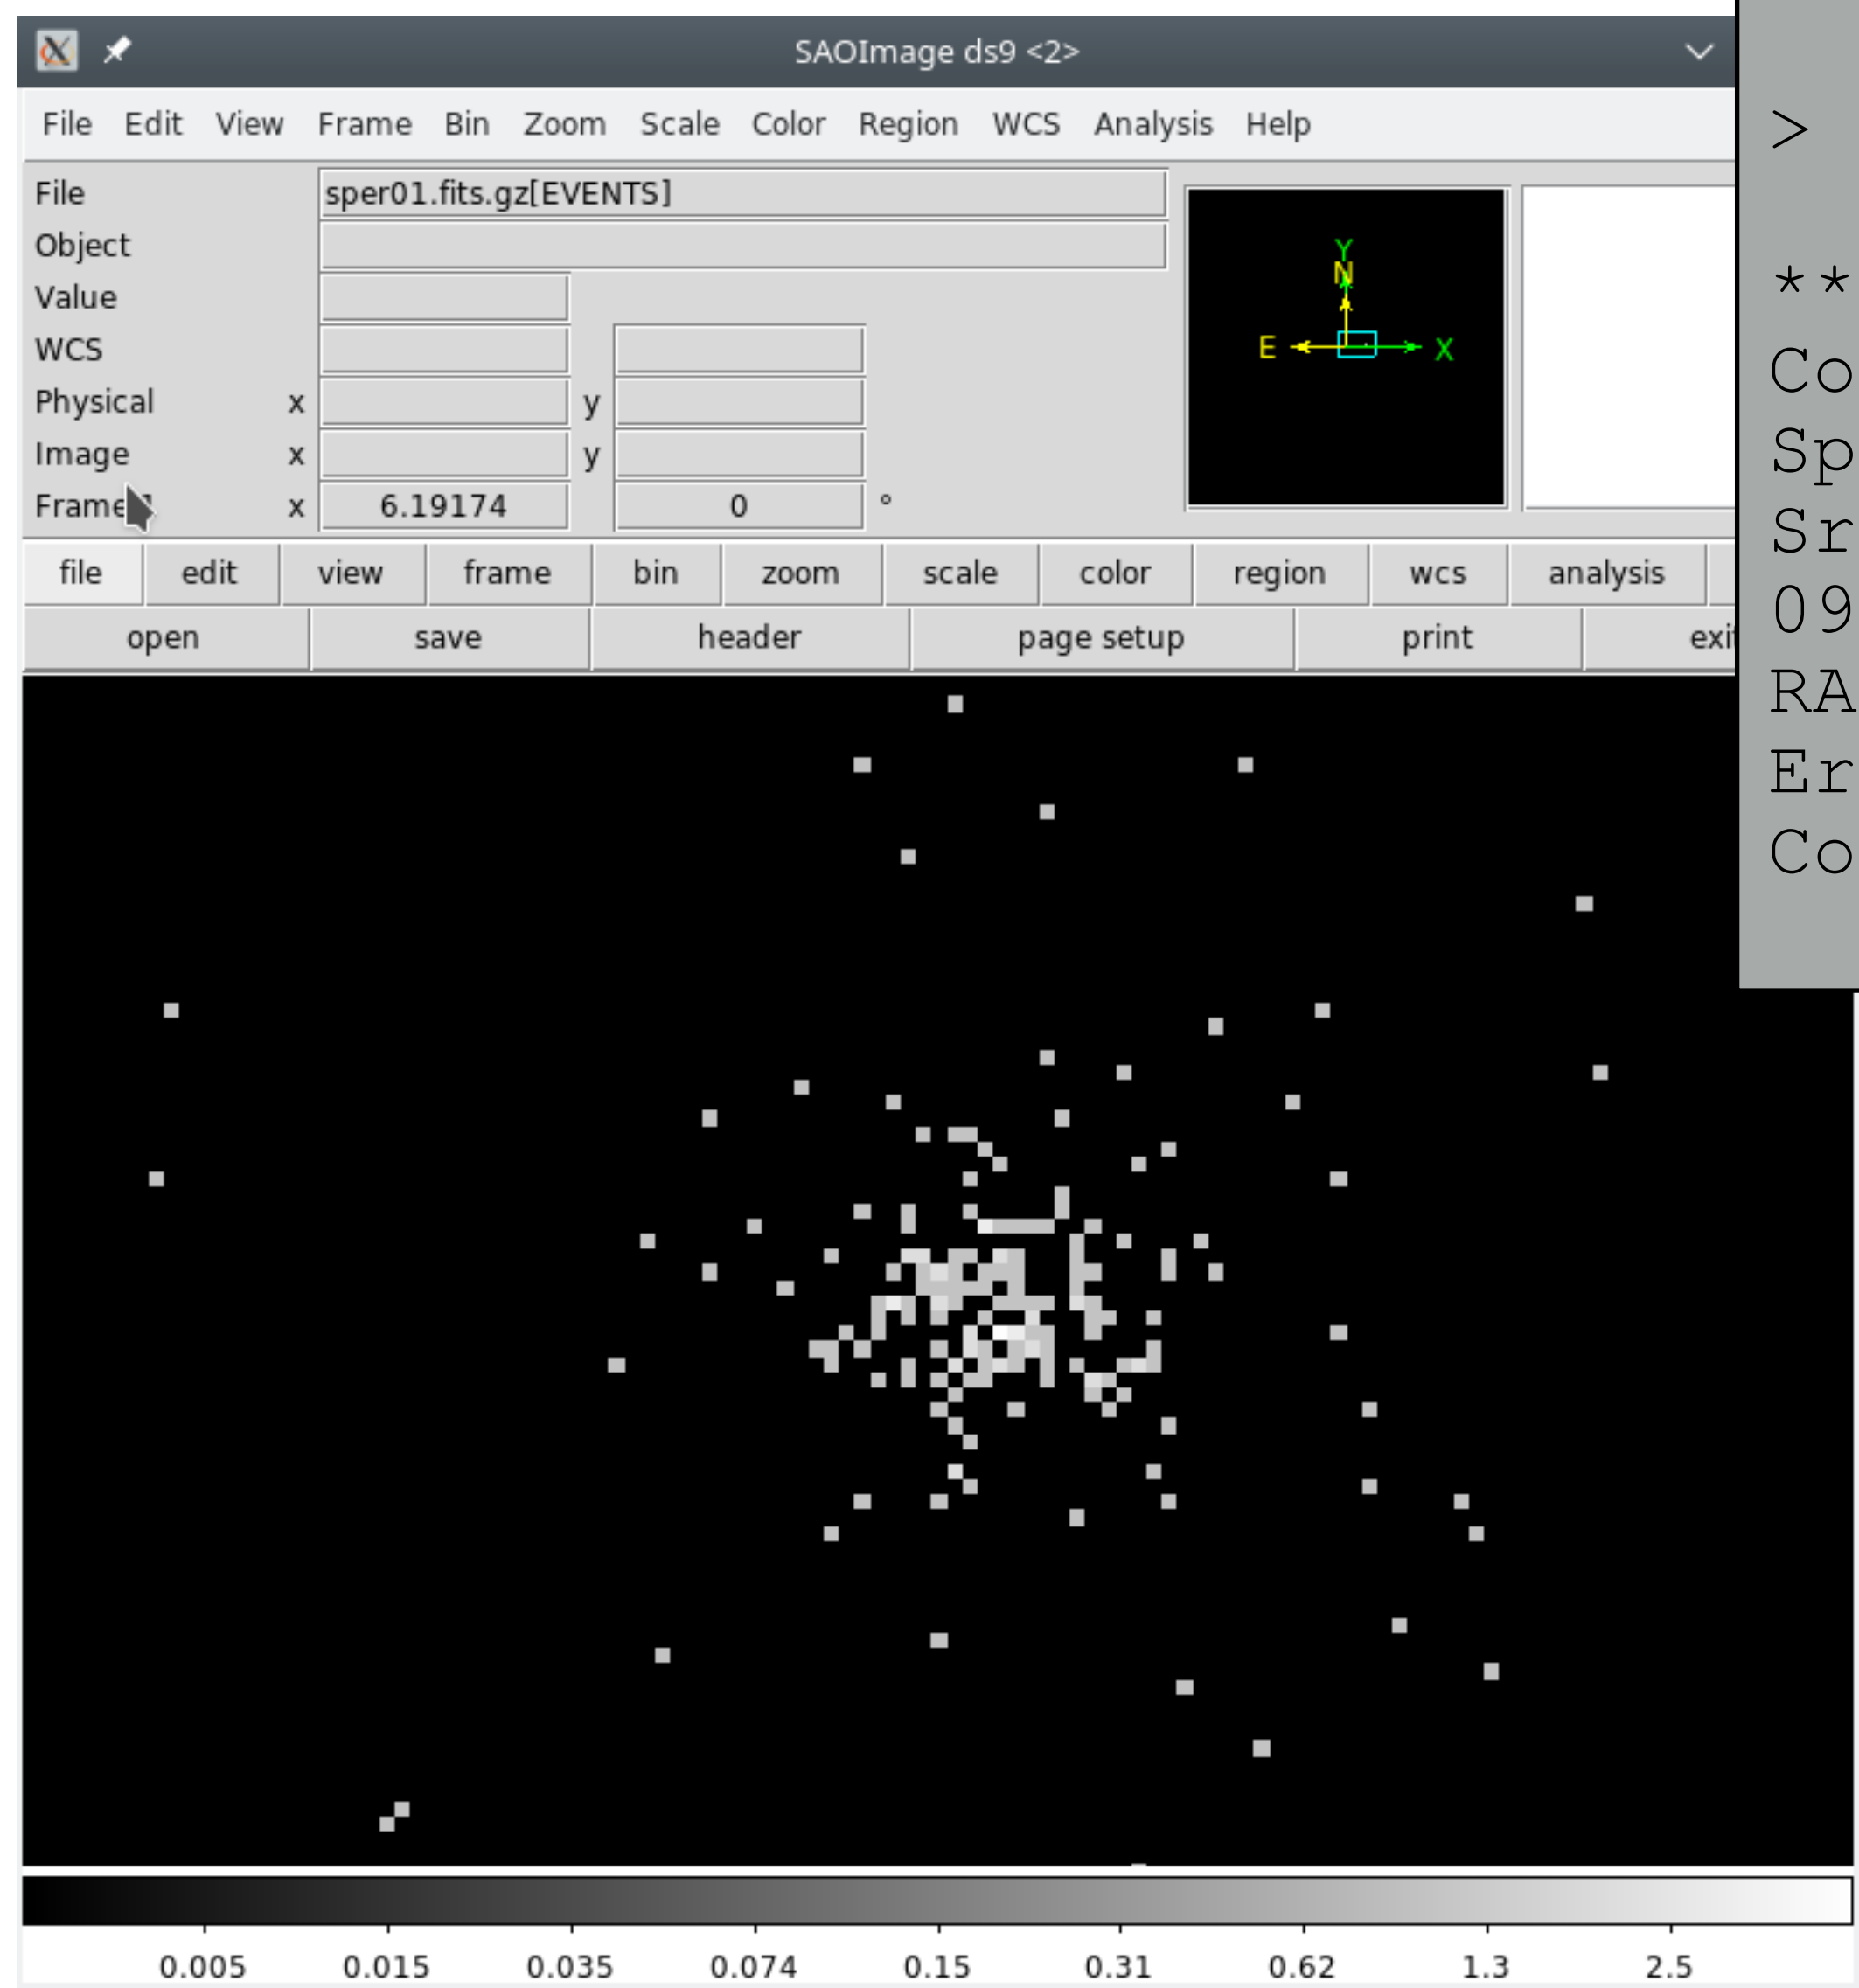 SAOImage ds9 <2>
File Edit View Frame Bin Zoom Scale Color Region WCS Analysis Help
File sper01.fits.gz[EVENTS]
Object
Value
WCS
Physical x y
Image x y
Frame x 6.19174 0 °
Y
N
E X
file edit view frame bin zoom scale color region wcs analysis
open save header page setup print exi
>
**
Co
Sp
Sr
09
RA
Er
Co
0.005 0.015 0.035 0.074 0.15 0.31 0.62 1.3 2.5